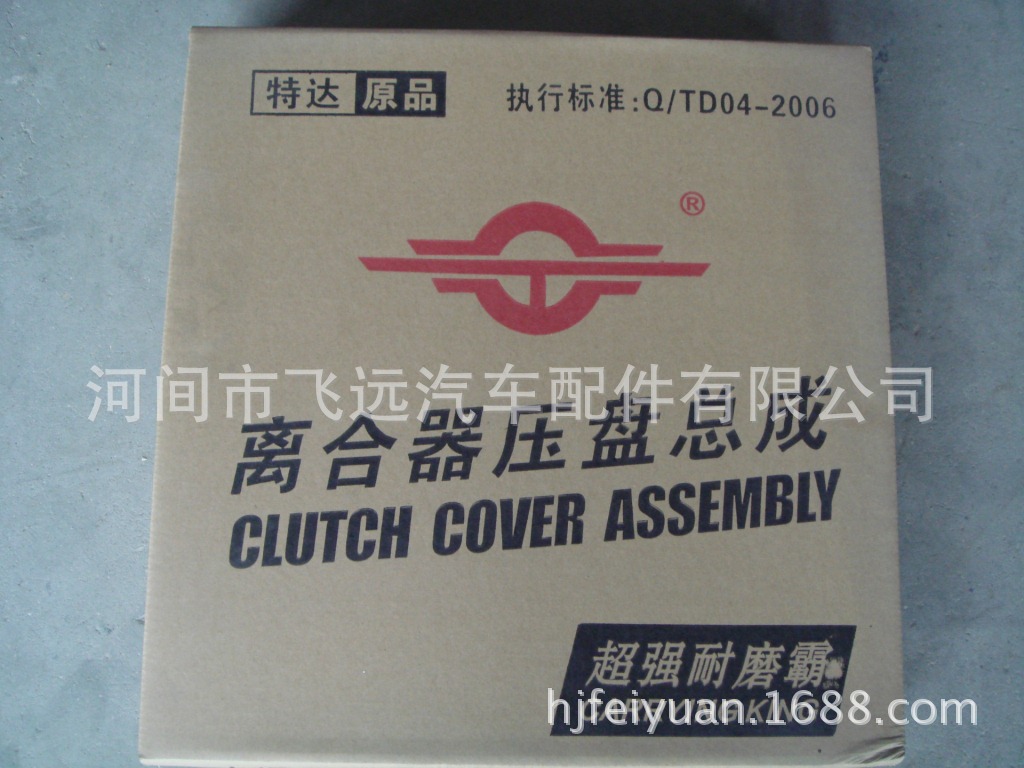 特达 原品
执行标准:Q/TD04-2006
®
河间市飞远汽车配件有限公司
离合器压盘总成
CLUTCH COVER ASSEMBLY
超强耐磨霸
CARRYING KING
hjfeiyuan.1688.com